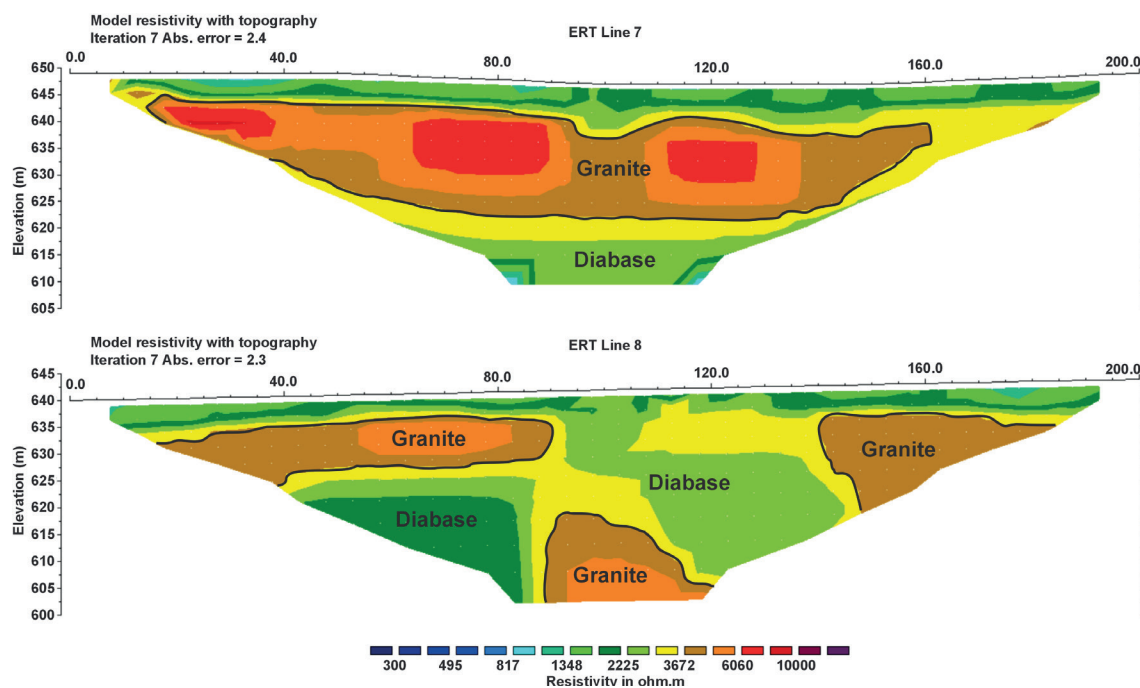 Model resistivity with topography
Iteration 7 Abs. error = 2.4
ERT Line 7
0.0 40.0 80.0 120.0 160.0 200.0
650
645
640
635
630
625
620
615
610
605
Elevation (m)
Granite
Diabase
Model resistivity with topography
Iteration 7 Abs. error = 2.3
ERT Line 8
0.0 40.0 80.0 120.0 160.0 200.0
645
640
635
630
625
620
615
610
605
600
Elevation (m)
Granite
Granite
Diabase
Diabase
Granite
300 495 817 1348 2225 3672 6060 10000
Resistivity in ohm.m